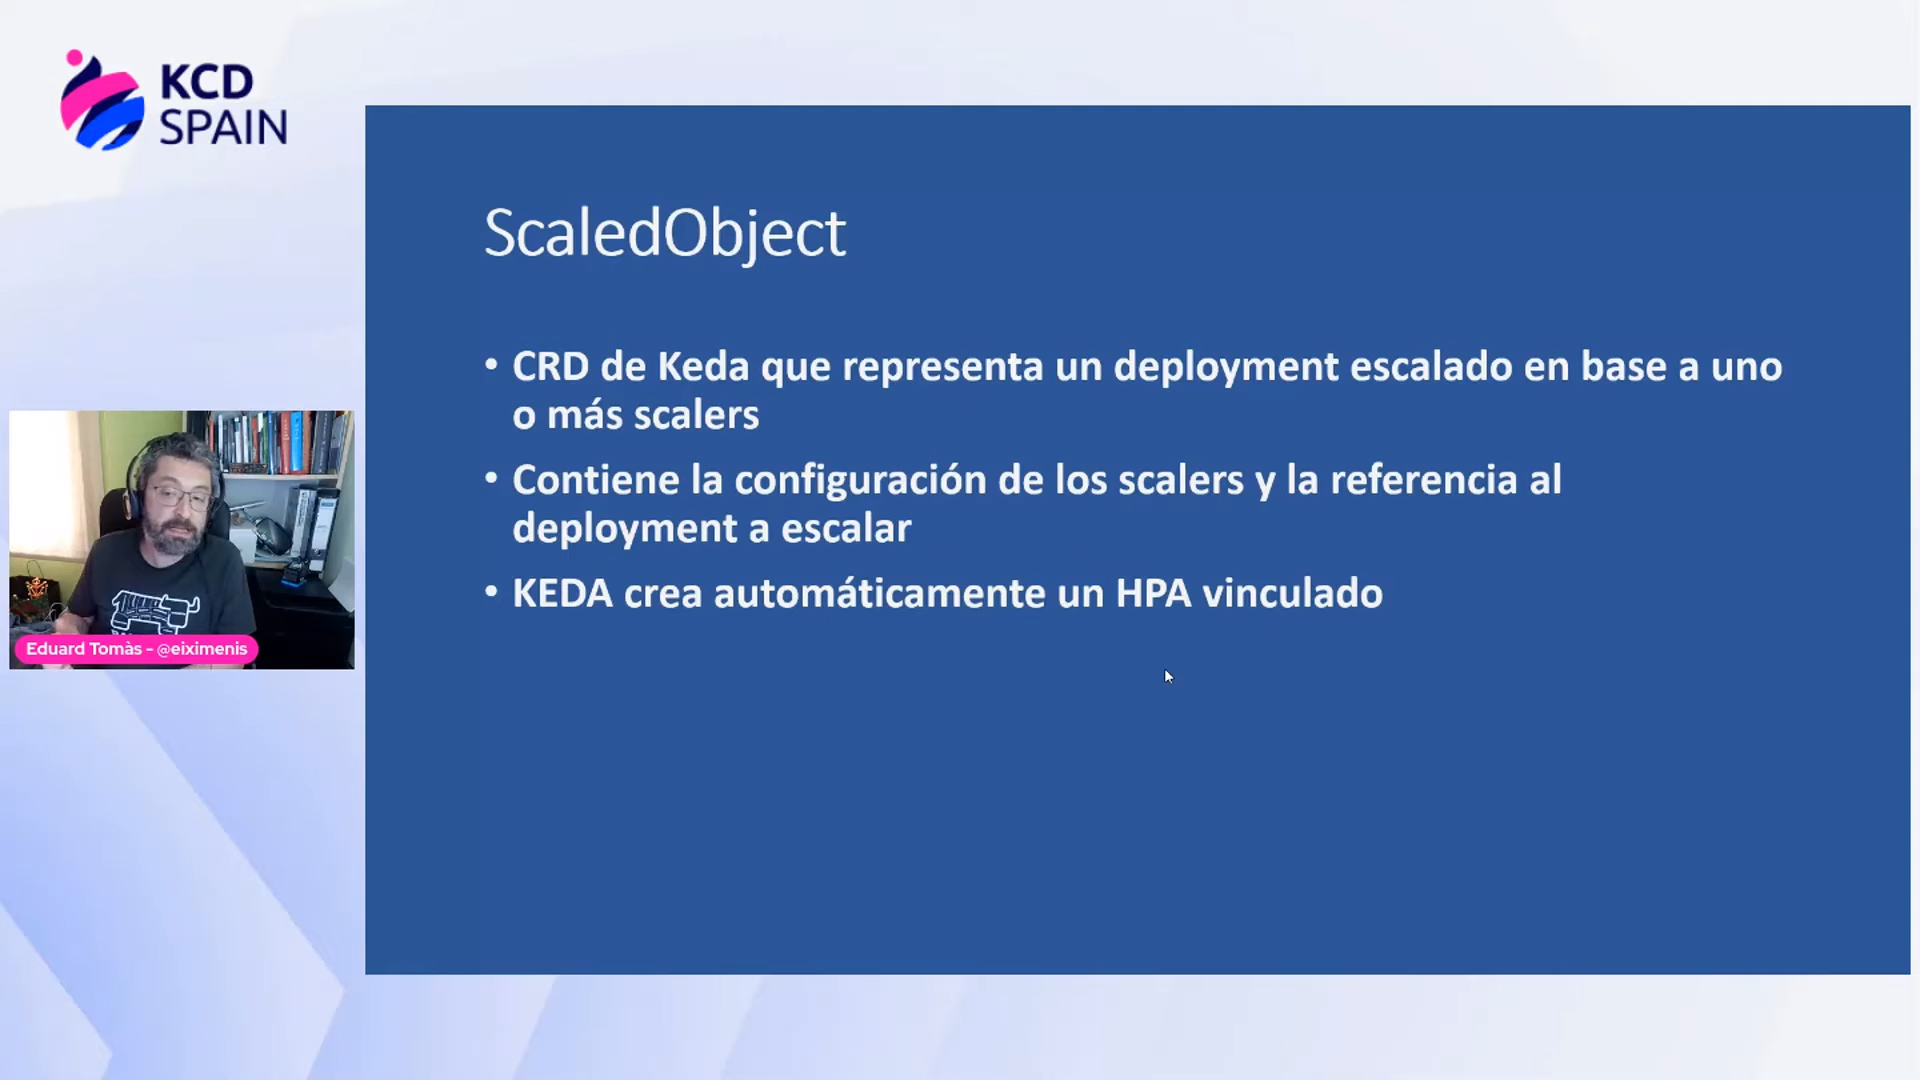 KCD
SPAIN
ScaledObject
• CRD de Keda que representa un deployment escalado en base a uno
o más scalers
• Contiene la configuración de los scalers y la referencia al
deployment a escalar
• KEDA crea automáticamente un HPA vinculado
Eduard Tomàs - @eiximenis